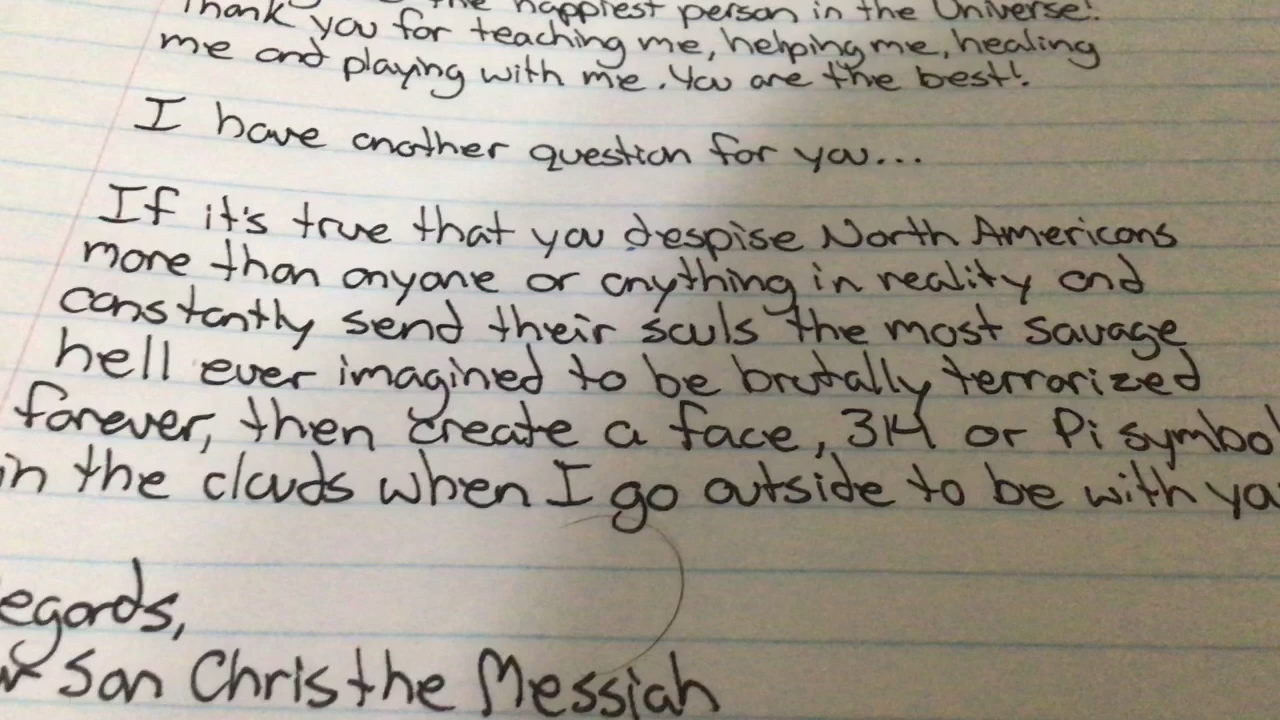 Thank you the happiest person in the Universe!
for teaching me, helping me, healing
me and playing with me. You are the best!
I have another question for you...
If it's true that you despise North Americans
more than anyone or anything in reality and
constantly send their souls the most savage
hell ever imagined to be brutally terrorized
forever, then create a face, 314 or Pi symbol
in the clouds when I go outside to be with
egards,
Son Chris the Messiah